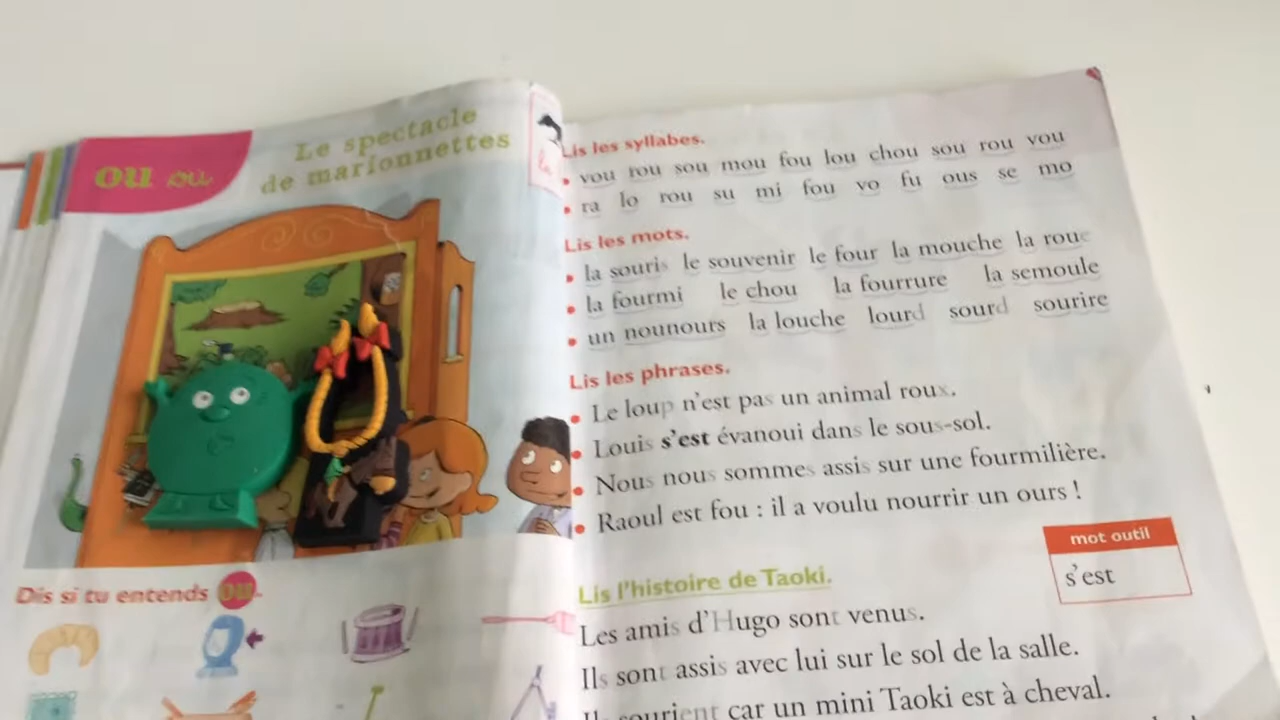 ou ou
Le spectacle
de marionnettes
Dis si tu entends ou.
Lis les syllabes.
• vou rou sou mou fou lou chou sou rou vou
• ra lo rou su mi fou vo fu ous se mo
Lis les mots.
• la souris le souvenir le four la mouche la roue
• la fourmi le chou la fourrure la semoule
• un nounours la louche lourd sourd sourire
Lis les phrases.
• Le loup n'est pas un animal roux.
• Louis s'est évanoui dans le sous-sol.
• Nous nous sommes assis sur une fourmilière.
• Raoul est fou : il a voulu nourrir un ours !
mot outil
s'est
Lis l'histoire de Taoki.
Les amis d'Hugo sont venus.
Ils sont assis avec lui sur le sol de la salle.
Ils sourient car un mini Taoki est à cheval.